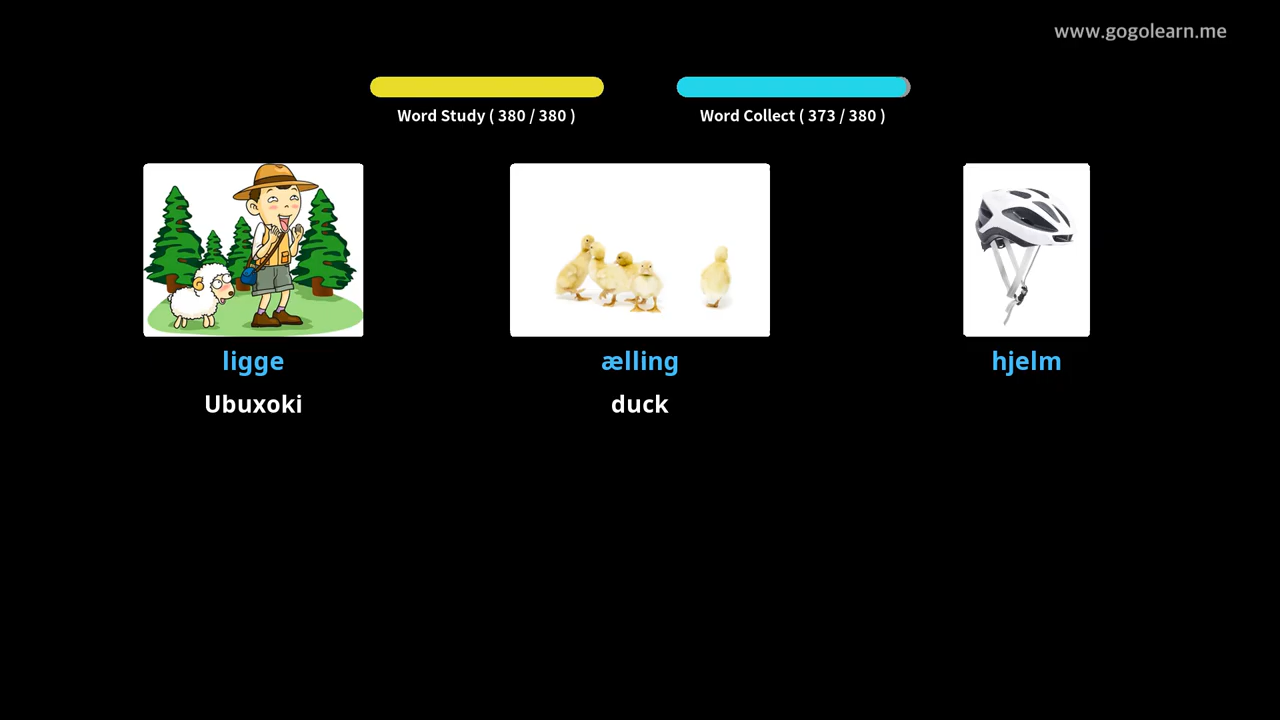 www.gogolearn.me
Word Study ( 380 / 380 )
Word Collect ( 373 / 380 )
ligge
ælling
hjelm
Ubuxoki
duck